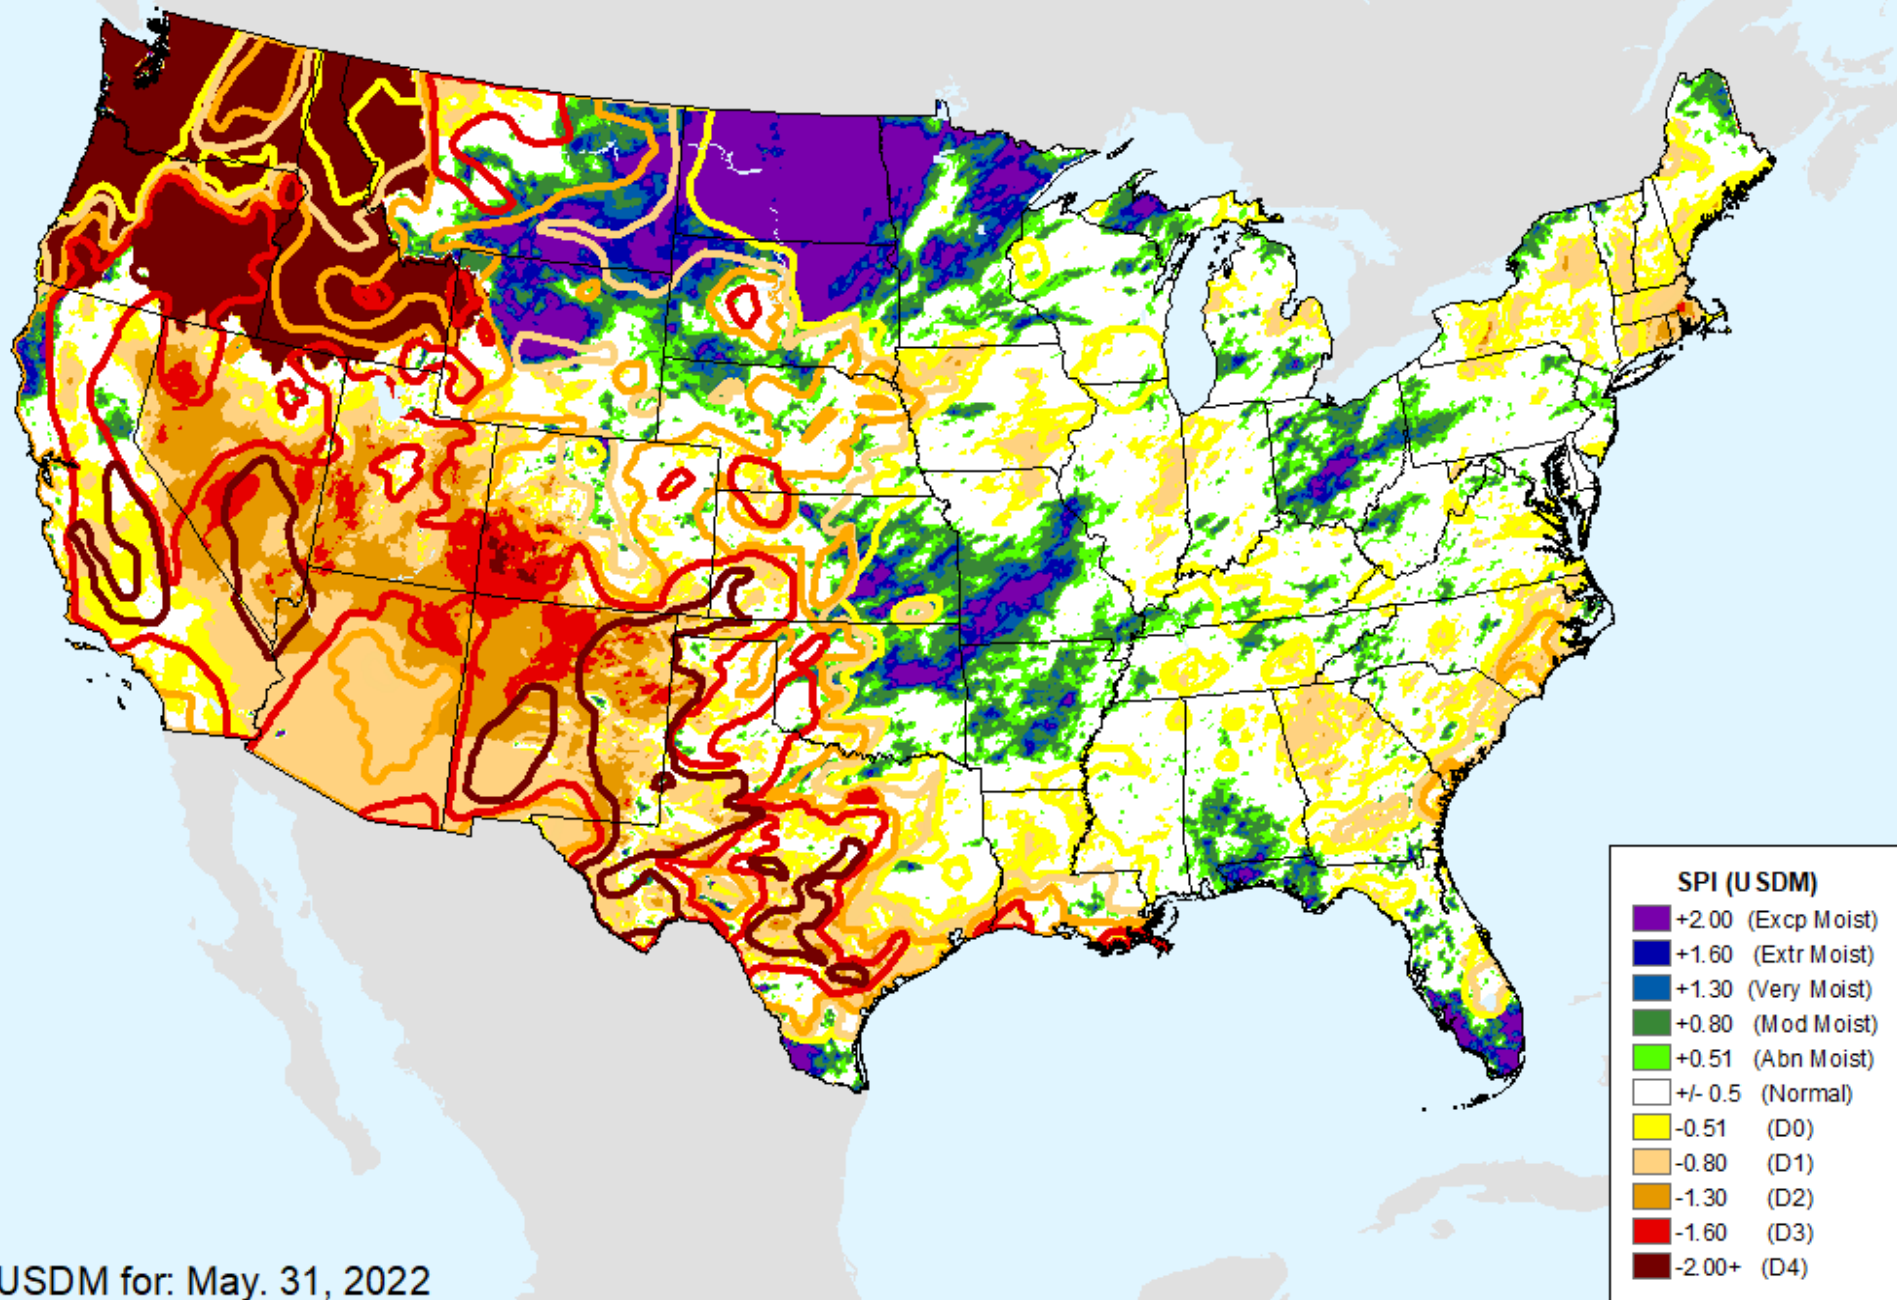 SPI (USDM)
+2.00 (Excp Moist)
+1.60 (Extr Moist)
+1.30 (Very Moist)
+0.80 (Mod Moist)
+0.51 (Abn Moist)
+/- 0.5 (Normal)
-0.51 (D0)
-0.80 (D1)
-1.30 (D2)
-1.60 (D3)
-2.00+ (D4)
USDM for: May. 31, 2022